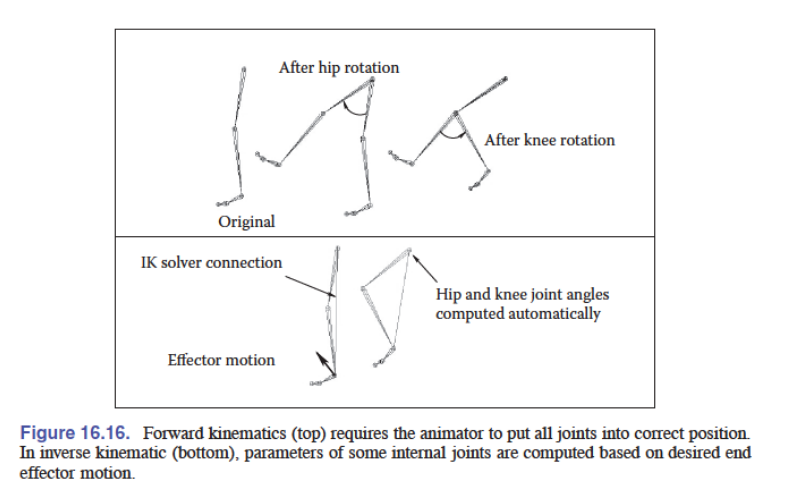 After hip rotation
After knee rotation
Original
IK solver connection
Hip and knee joint angles
computed automatically
Effector motion
Figure 16.16. Forward kinematics (top) requires the animator to put all joints into correct position.
In inverse kinematic (bottom), parameters of some internal joints are computed based on desired end
effector motion.